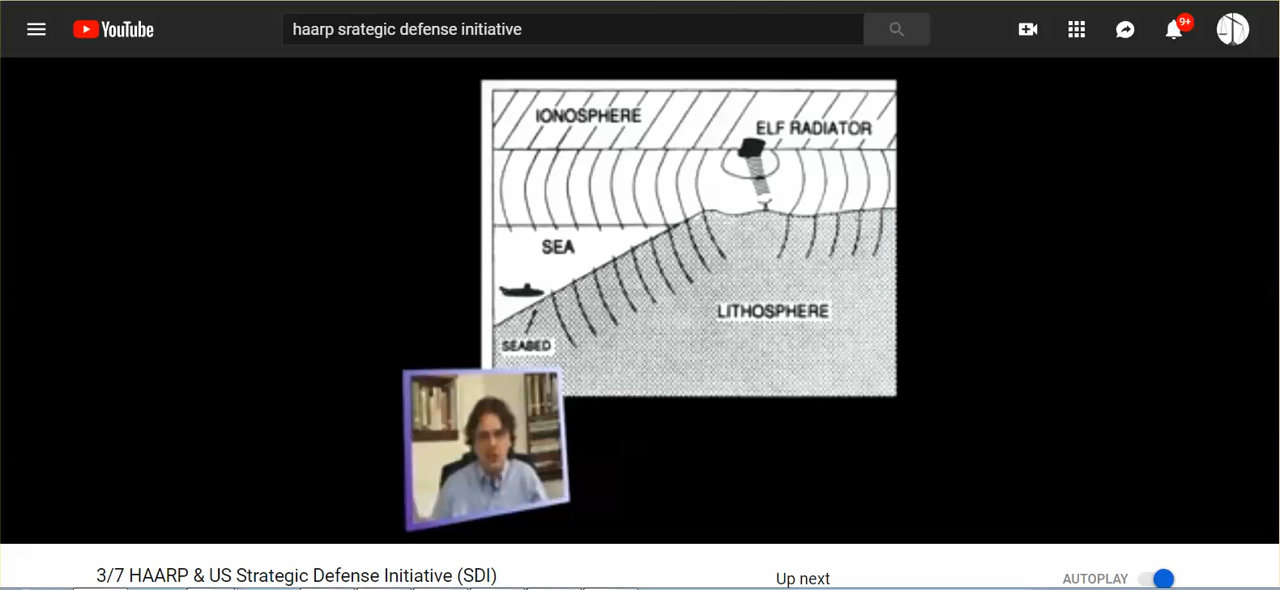 YouTube
haarp srategic defense initiative
9+
IONOSPHERE
ELF RADIATOR
SEA
LITHOSPHERE
SEABED
3/7 HAARP & US Strategic Defense Initiative (SDI)
Up next
AUTOPLAY